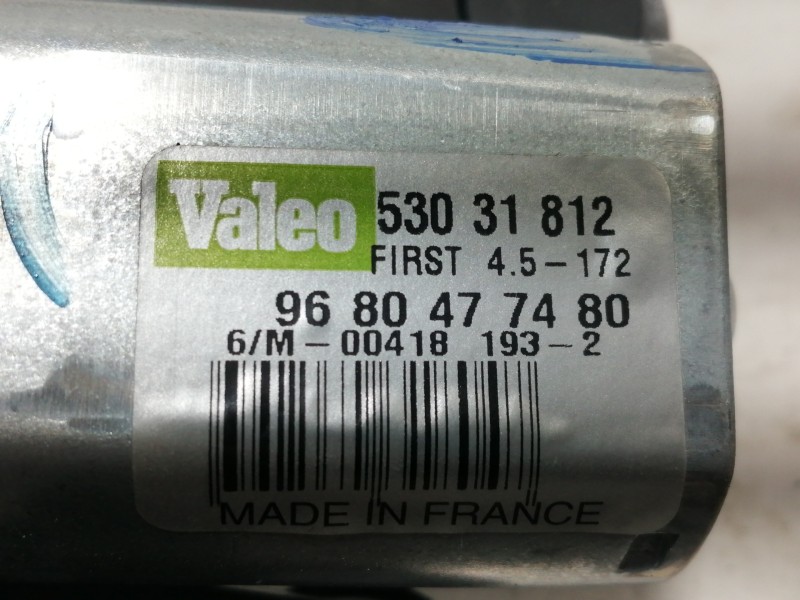 Valeo 530 31 812
FIRST 4.5-172
96 80 47 74 80
6/M-00418 193-2
MADE IN FRANCE